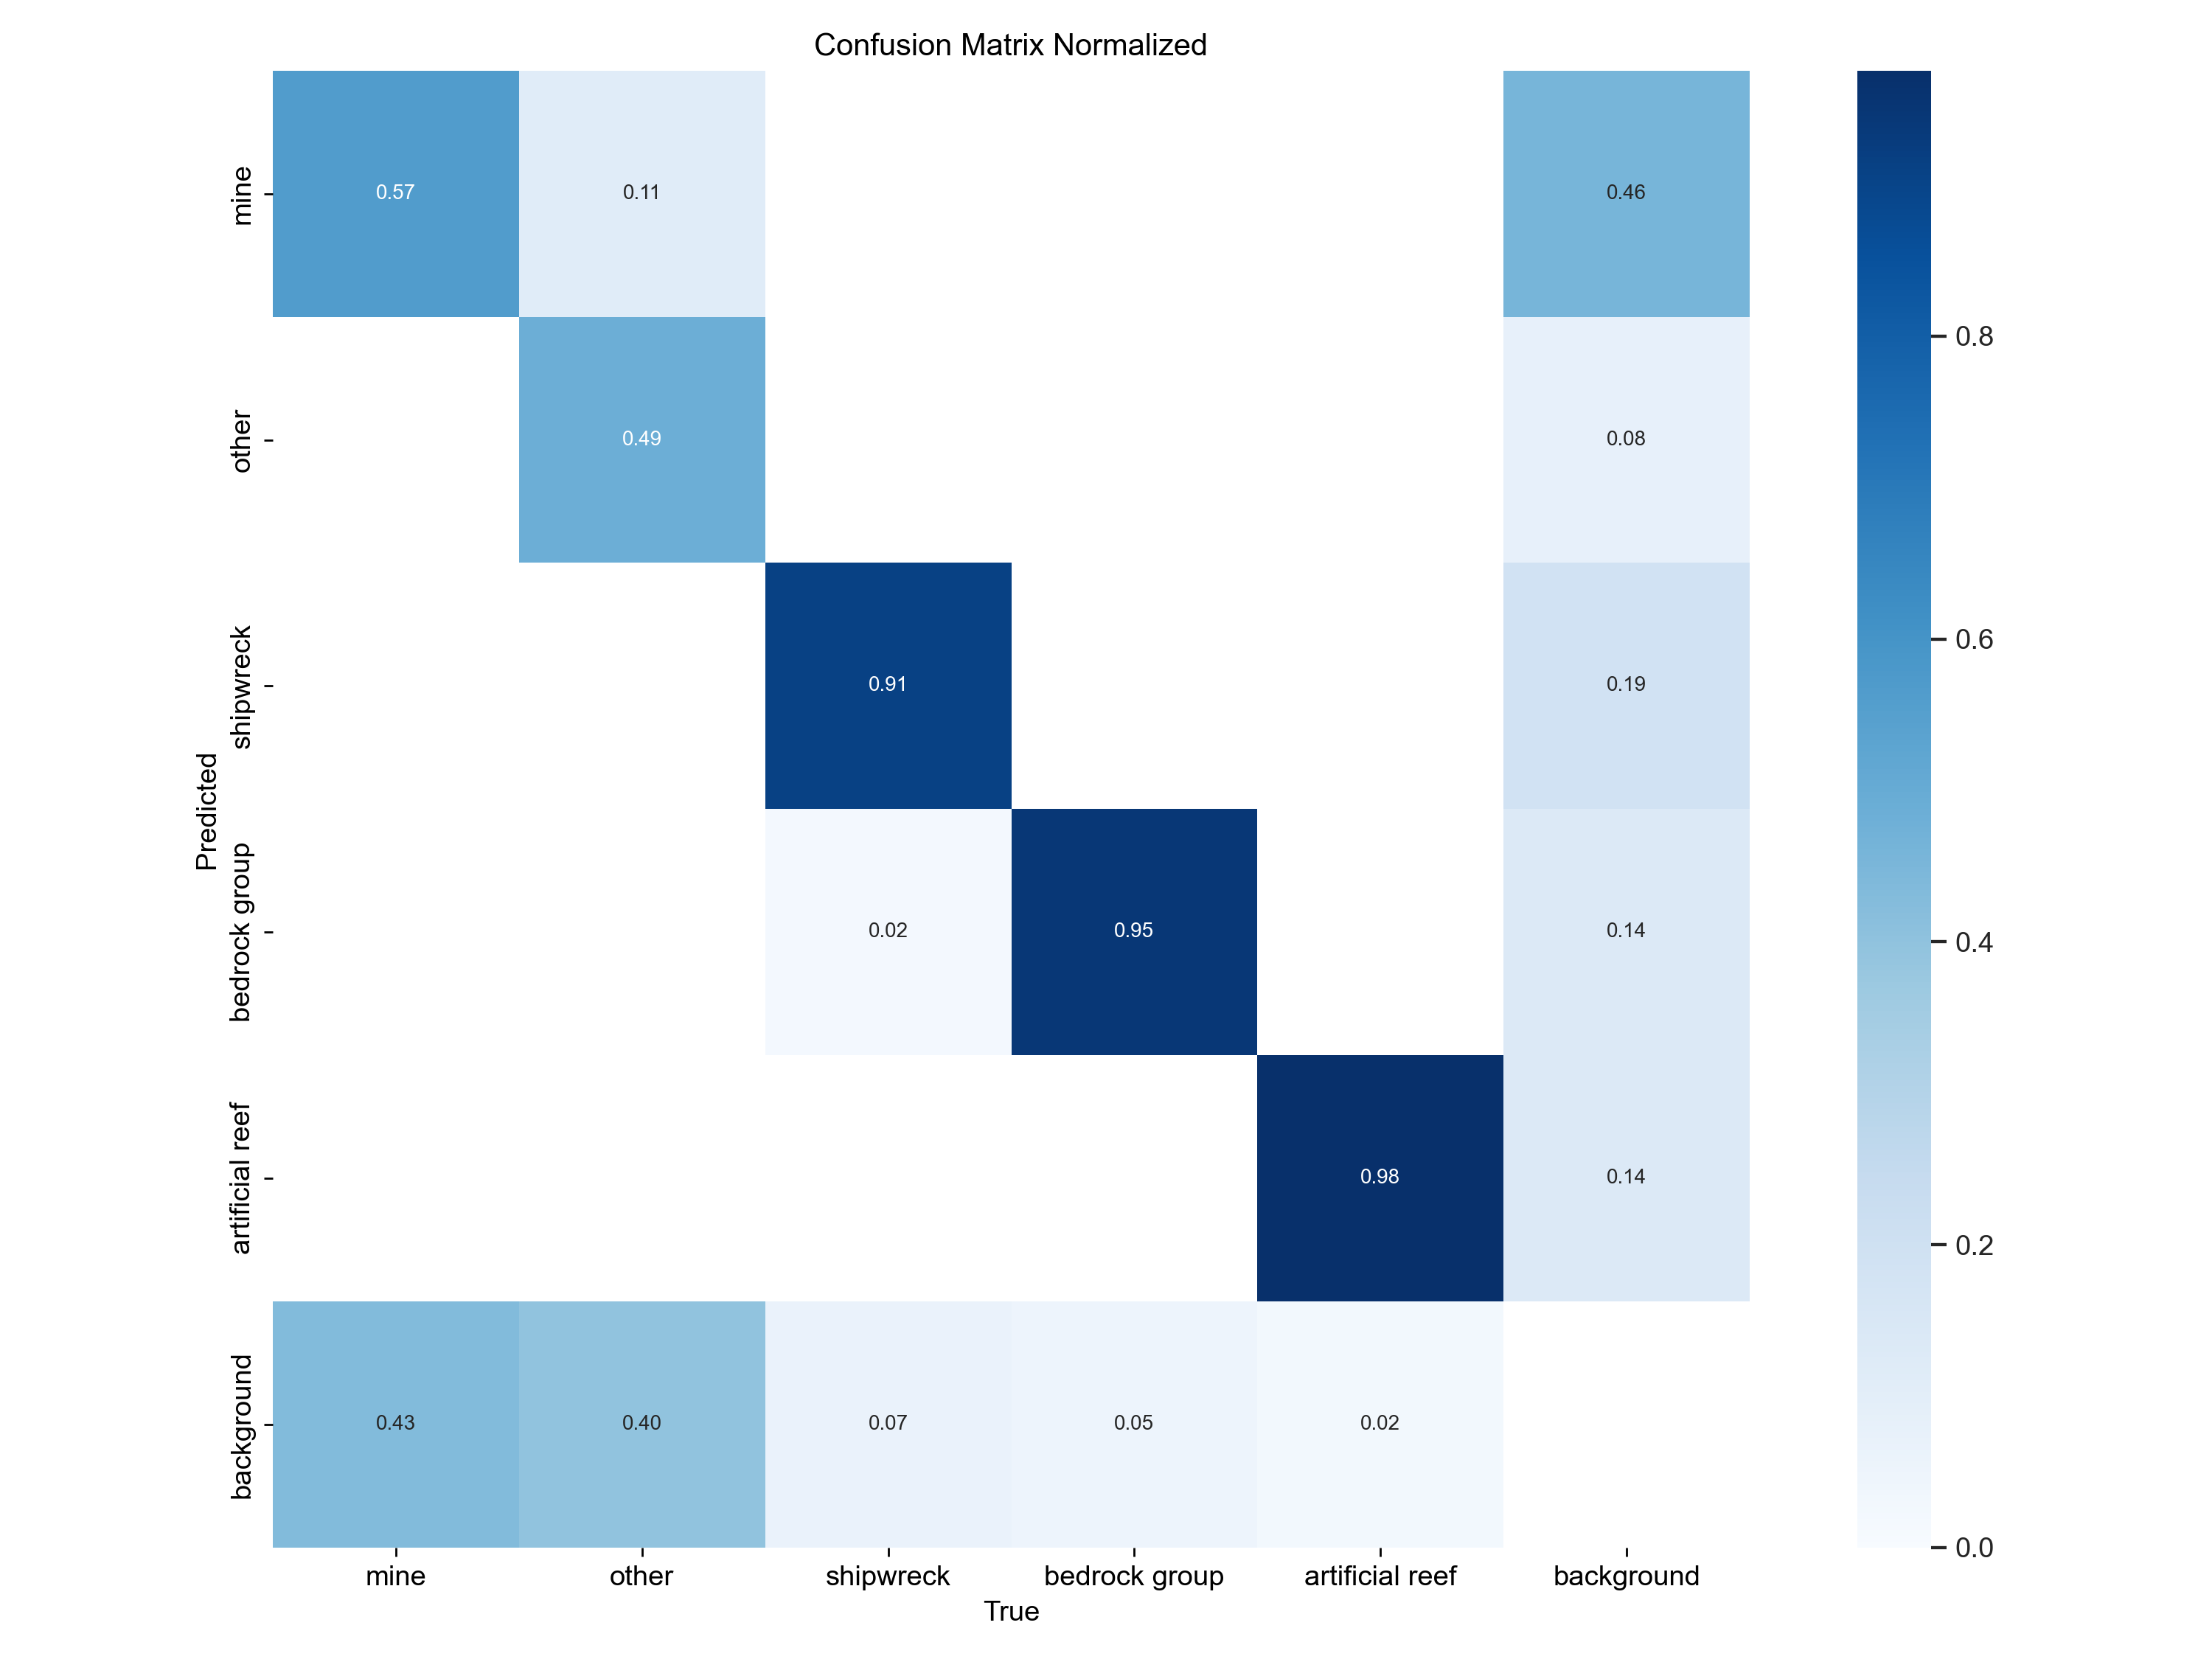 Confusion Matrix Normalized
mine
0.57
0.11
0.46
other
0.49
0.08
0.8
shipwreck
0.91
0.19
0.6
Predicted
bedrock group
0.02
0.95
0.14
0.4
artificial reef
0.98
0.14
0.2
background
0.43
0.40
0.07
0.05
0.02
0.0
mine other shipwreck bedrock group artificial reef background
True